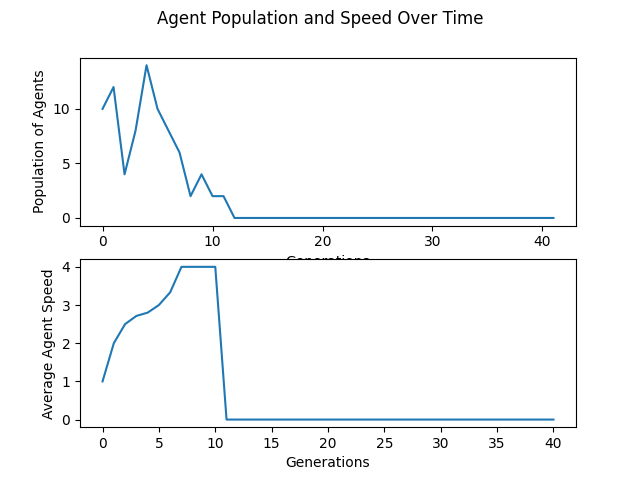 Agent Population and Speed Over Time
Population of Agents
10
5
0
0 10 20 30 40
Generations
Average Agent Speed
4
3
2
1
0
0 5 10 15 20 25 30 35 40
Generations